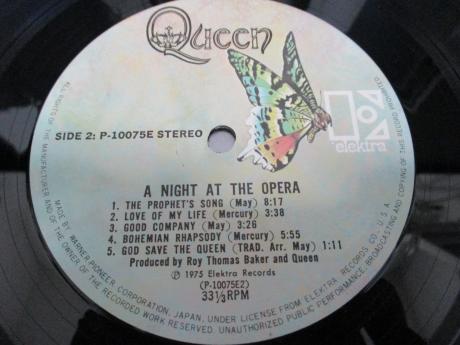 Queen
elektra
SIDE 2: P-10075E STEREO
A NIGHT AT THE OPERA
1. THE PROPHET'S SONG (May) 8:17
2. LOVE OF MY LIFE (Mercury) 3:38
3. GOOD COMPANY (May) 3:26
4. BOHEMIAN RHAPSODY (Mercury) 5:55
5. GOD SAVE THE QUEEN (TRAD. Arr. May) 1:11
Produced by Roy Thomas Baker and Queen
Ⓟ 1975 Elektra Records
(P-10075E2)
33⅓ RPM
MADE BY WARNER-PIONEER CORPORATION, JAPAN, UNDER LICENSE FROM ELEKTRA RECORDS CO., U.S.A.
ALL RIGHTS OF THE MANUFACTURER AND OF THE OWNER OF THE RECORDED WORK RESERVED. UNAUTHORIZED PUBLIC PERFORMANCE, BROADCASTING AND COPYING OF THIS RECORD PROHIBITED